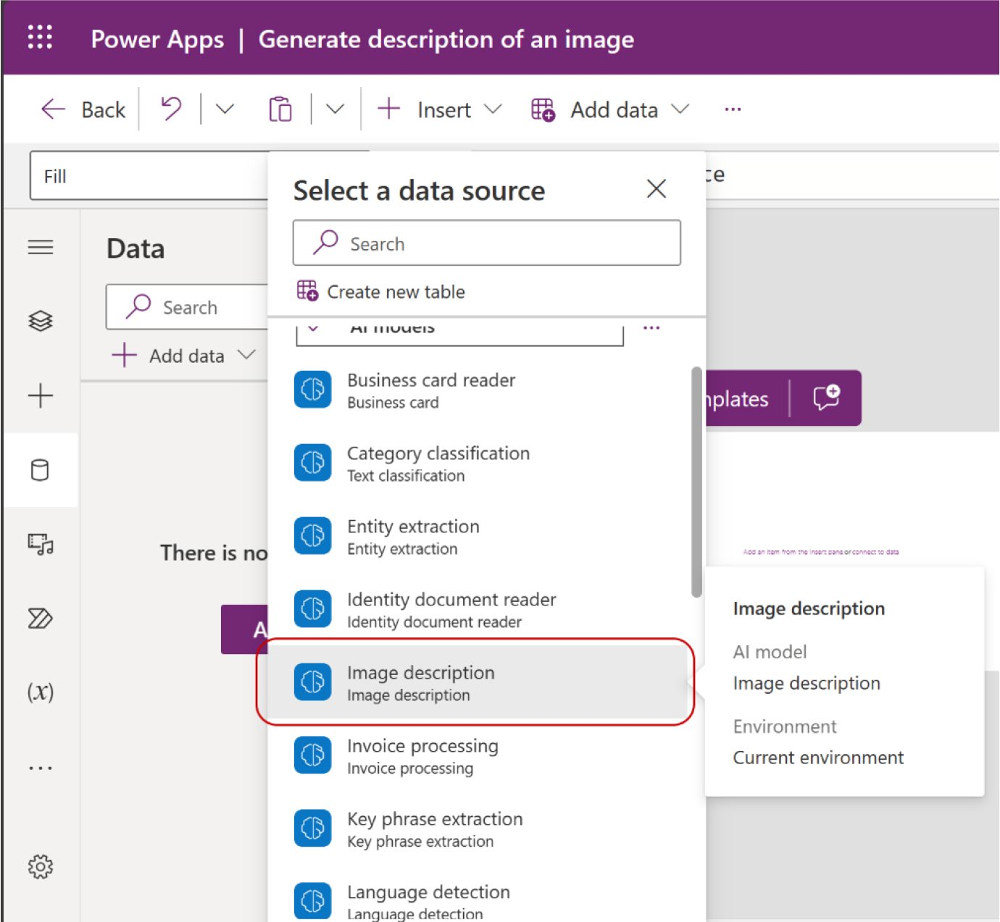 Power Apps | Generate description of an image
Back
Insert
Add data
...
Fill
ce
Select a data source
Search
Create new table
AI models
...
Data
Search
Add data
There is no
A
Business card reader
Business card
Category classification
Text classification
Entity extraction
Entity extraction
Identity document reader
Identity document reader
Image description
Image description
Invoice processing
Invoice processing
Key phrase extraction
Key phrase extraction
Language detection
Language detection
mplates
Add an item from the Insert pane or connect to data
Image description
AI model
Image description
Environment
Current environment
(x)
...